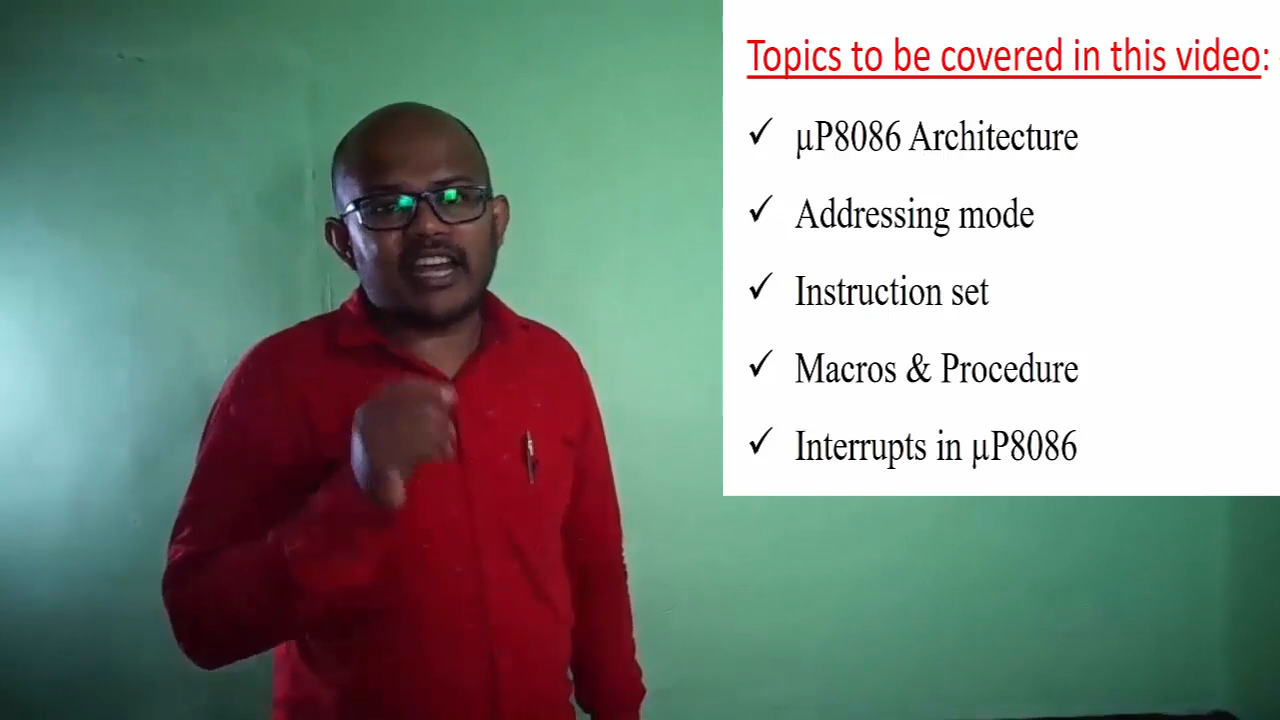 Topics to be covered in this video:
✓ µP8086 Architecture
✓ Addressing mode
✓ Instruction set
✓ Macros & Procedure
✓ Interrupts in µP8086